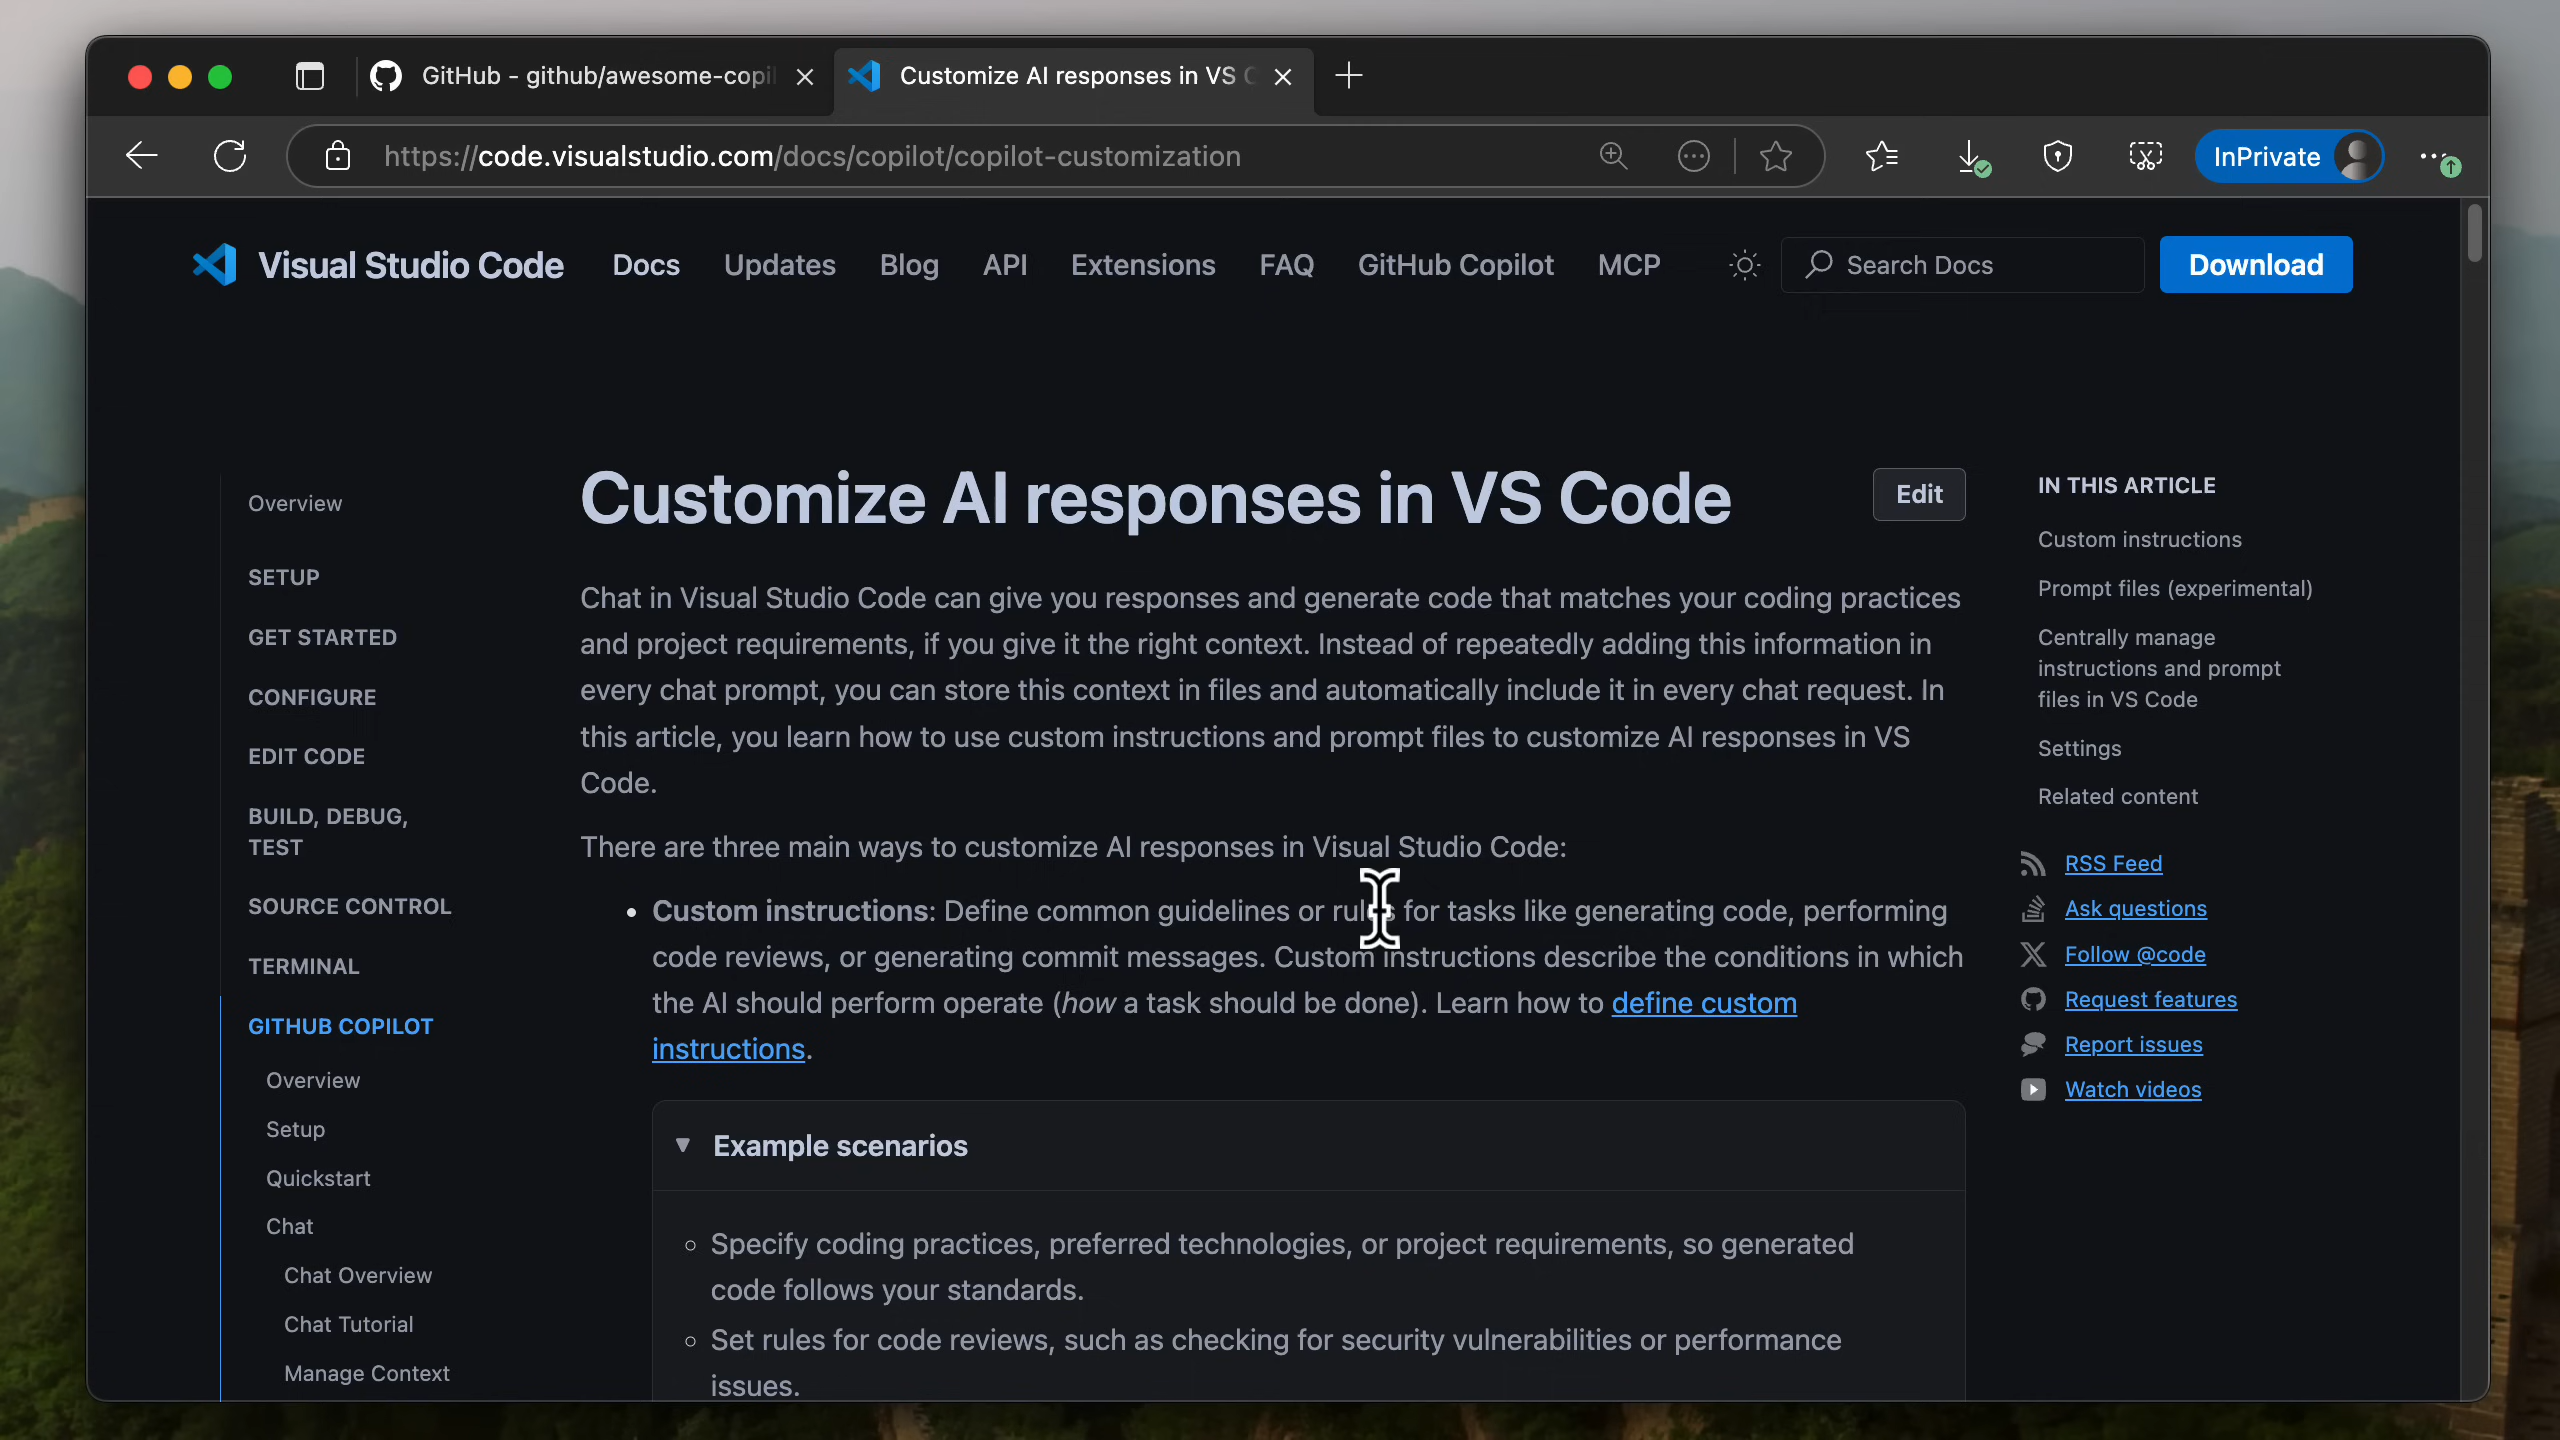 GitHub - github/awesome-copil
Customize AI responses in VS C
https://code.visualstudio.com/docs/copilot/copilot-customization
InPrivate
Visual Studio Code
Docs
Updates
Blog
API
Extensions
FAQ
GitHub Copilot
MCP
Search Docs
Download
Overview
SETUP
GET STARTED
CONFIGURE
EDIT CODE
BUILD, DEBUG,
TEST
SOURCE CONTROL
TERMINAL
GITHUB COPILOT
Overview
Setup
Quickstart
Chat
Chat Overview
Chat Tutorial
Manage Context
Customize AI responses in VS Code
Edit
Chat in Visual Studio Code can give you responses and generate code that matches your coding practices
and project requirements, if you give it the right context. Instead of repeatedly adding this information in
every chat prompt, you can store this context in files and automatically include it in every chat request. In
this article, you learn how to use custom instructions and prompt files to customize AI responses in VS
Code.
There are three main ways to customize AI responses in Visual Studio Code:
• Custom instructions: Define common guidelines or rules for tasks like generating code, performing
code reviews, or generating commit messages. Custom instructions describe the conditions in which
the AI should perform operate (how a task should be done). Learn how to define custom
instructions.
Example scenarios
Specify coding practices, preferred technologies, or project requirements, so generated
code follows your standards.
Set rules for code reviews, such as checking for security vulnerabilities or performance
issues.
IN THIS ARTICLE
Custom instructions
Prompt files (experimental)
Centrally manage
instructions and prompt
files in VS Code
Settings
Related content
RSS Feed
Ask questions
Follow @code
Request features
Report issues
Watch videos